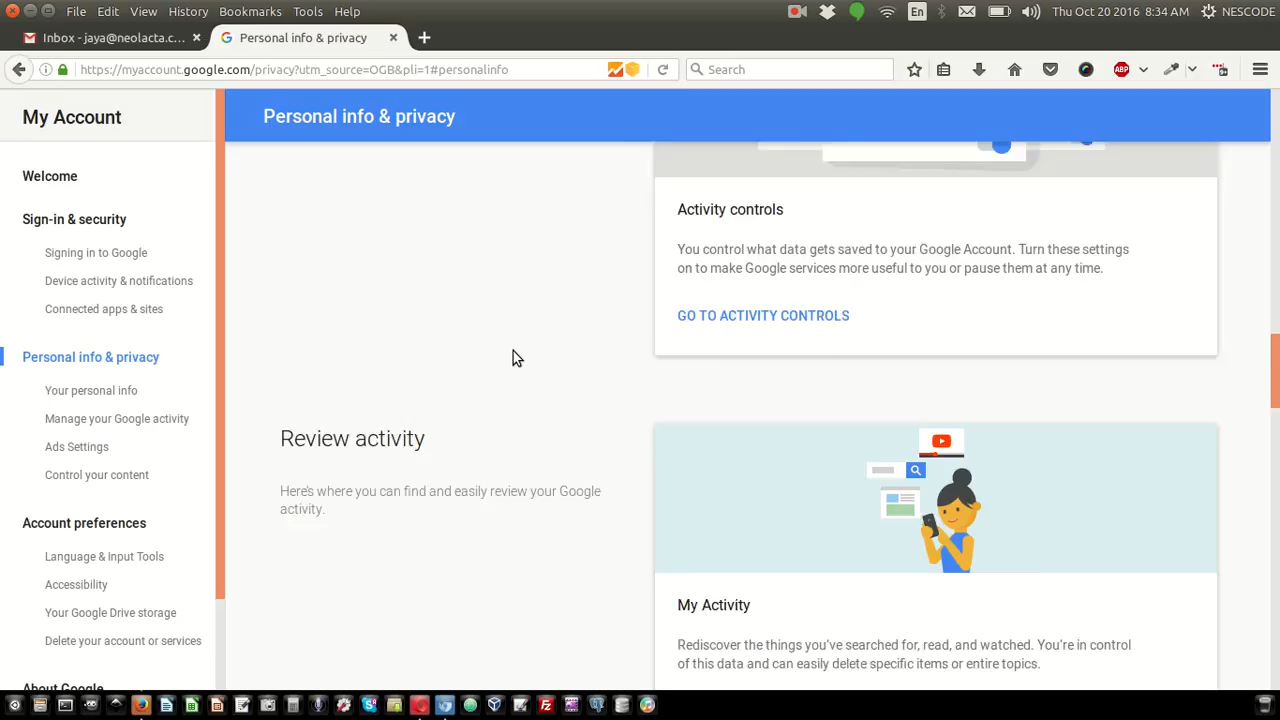 File Edit View History Bookmarks Tools Help
En
Thu Oct 20 2016 8:34 AM
NESCODE
Inbox - jaya@neolacta.c...
Personal info & privacy
https://myaccount.google.com/privacy?utm_source=OGB&pli=1#personalinfo
Search
ABP
My Account
Personal info & privacy
Welcome
Sign-in & security
Signing in to Google
Device activity & notifications
Connected apps & sites
Personal info & privacy
Your personal info
Manage your Google activity
Ads Settings
Control your content
Account preferences
Language & Input Tools
Accessibility
Your Google Drive storage
Delete your account or services
About Google
Activity controls
You control what data gets saved to your Google Account. Turn these settings
on to make Google services more useful to you or pause them at any time.
GO TO ACTIVITY CONTROLS
Review activity
Here's where you can find and easily review your Google
activity.
My Activity
Rediscover the things you've searched for, read, and watched. You're in control
of this data and can easily delete specific items or entire topics.